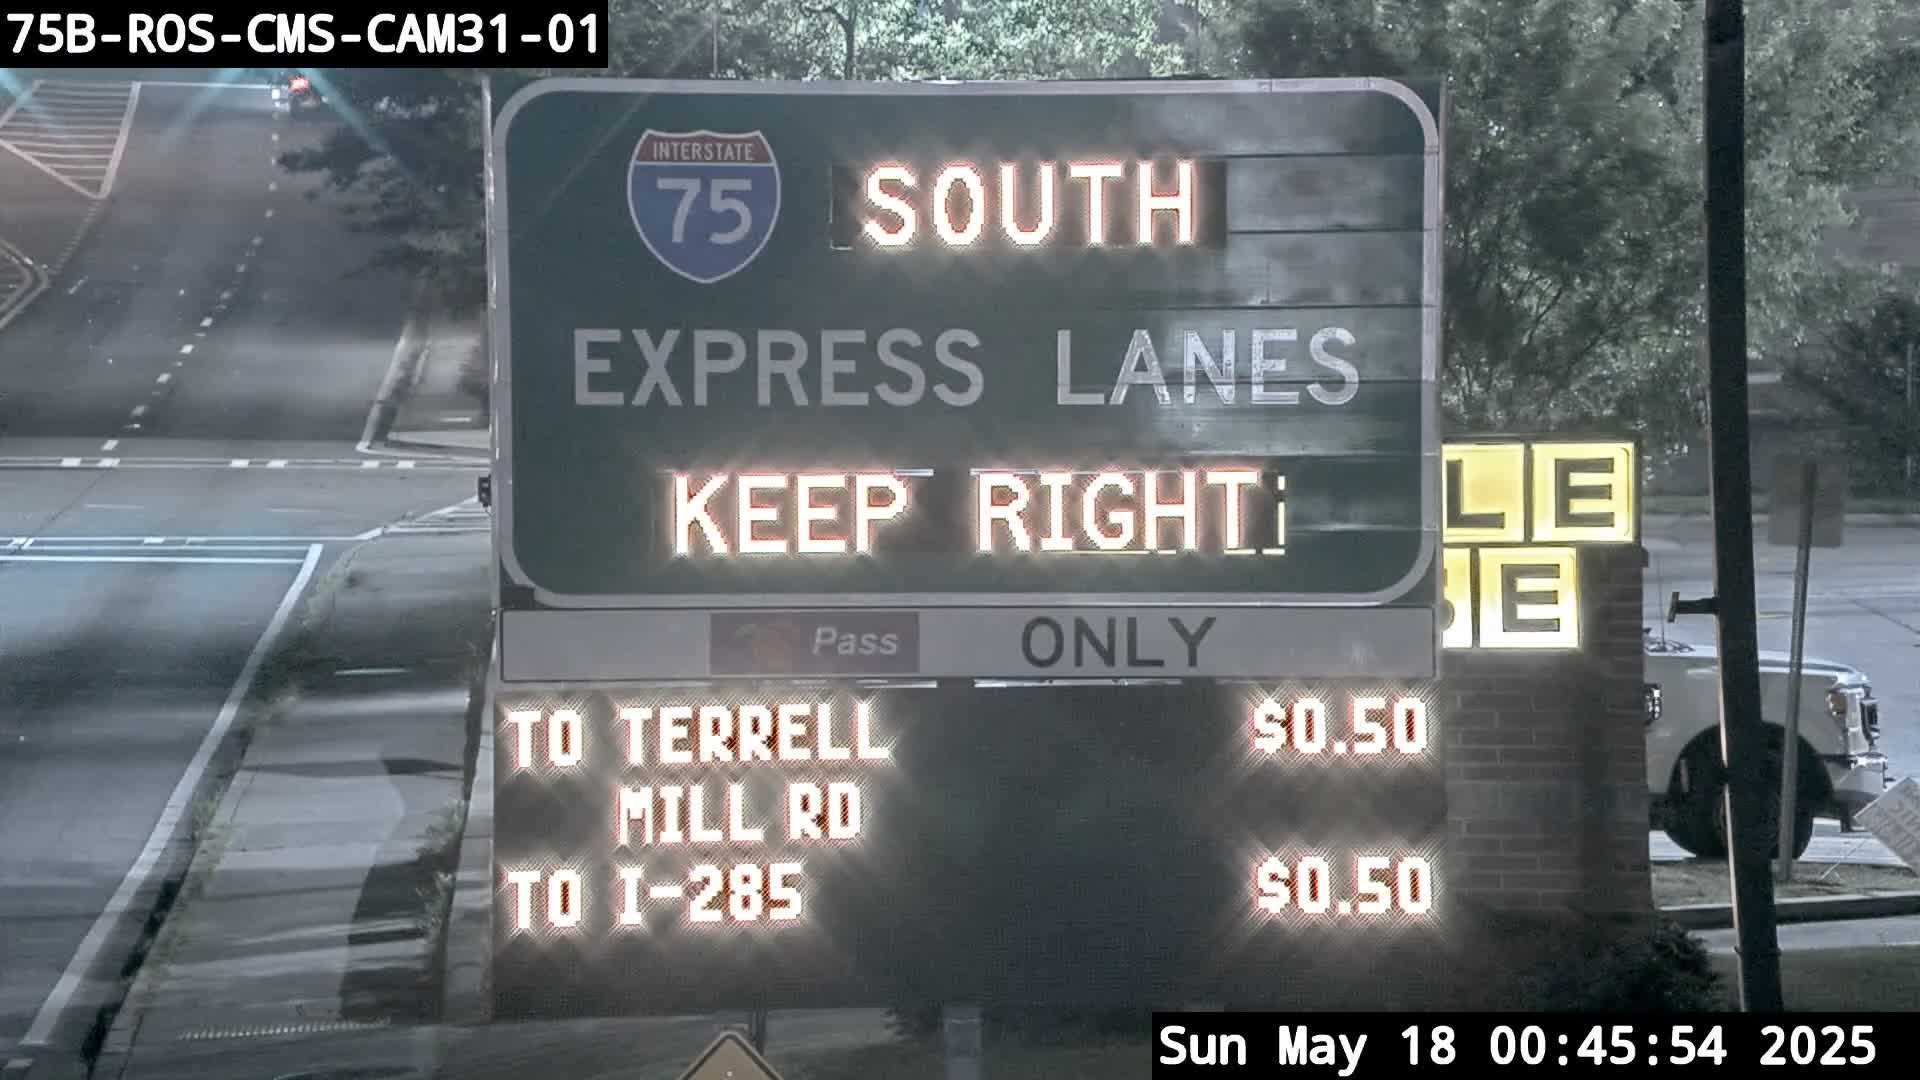 75B-ROS-CMS-CAM31-01
INTERSTATE
75
SOUTH
EXPRESS LANES
KEEP RIGHT
Pass ONLY
LE
E
TO TERRELL $0.50
MILL RD
TO I-285 $0.50
Sun May 18 00:45:54 2025